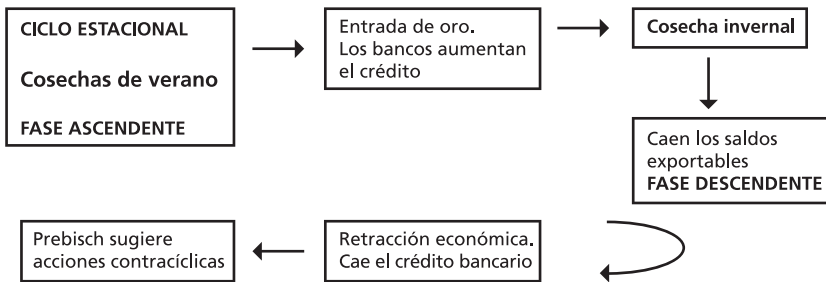 CICLO ESTACIONAL
Cosechas de verano
FASE ASCENDENTE
Entrada de oro.
Los bancos aumentan
el crédito
Cosecha invernal
Caen los saldos
exportables
FASE DESCENDENTE
Retracción económica.
Cae el crédito bancario
Prebisch sugiere
acciones contracíclicas